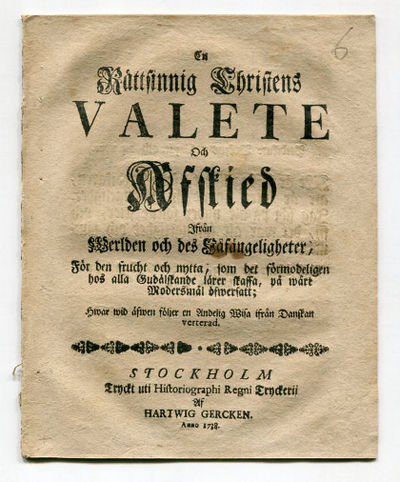 6
En
Rättsinnig Christens
VALETE
Och
Afskied
Ifrån
Werlden och des Fåfängeligheter,
För den frucht och nytta, som det förmodeligen
hos alla Gudälskande lärer skaffa, på wårt
Modersmål öfwersatt;
Hwar wid äfwen följer en Andelig Wisa ifrån Danskan
verterad.
STOCKHOLM
Tryckt uti Historiographi Regni Tryckerii
Af
HARTWIG GERCKEN.
Anno 1738.